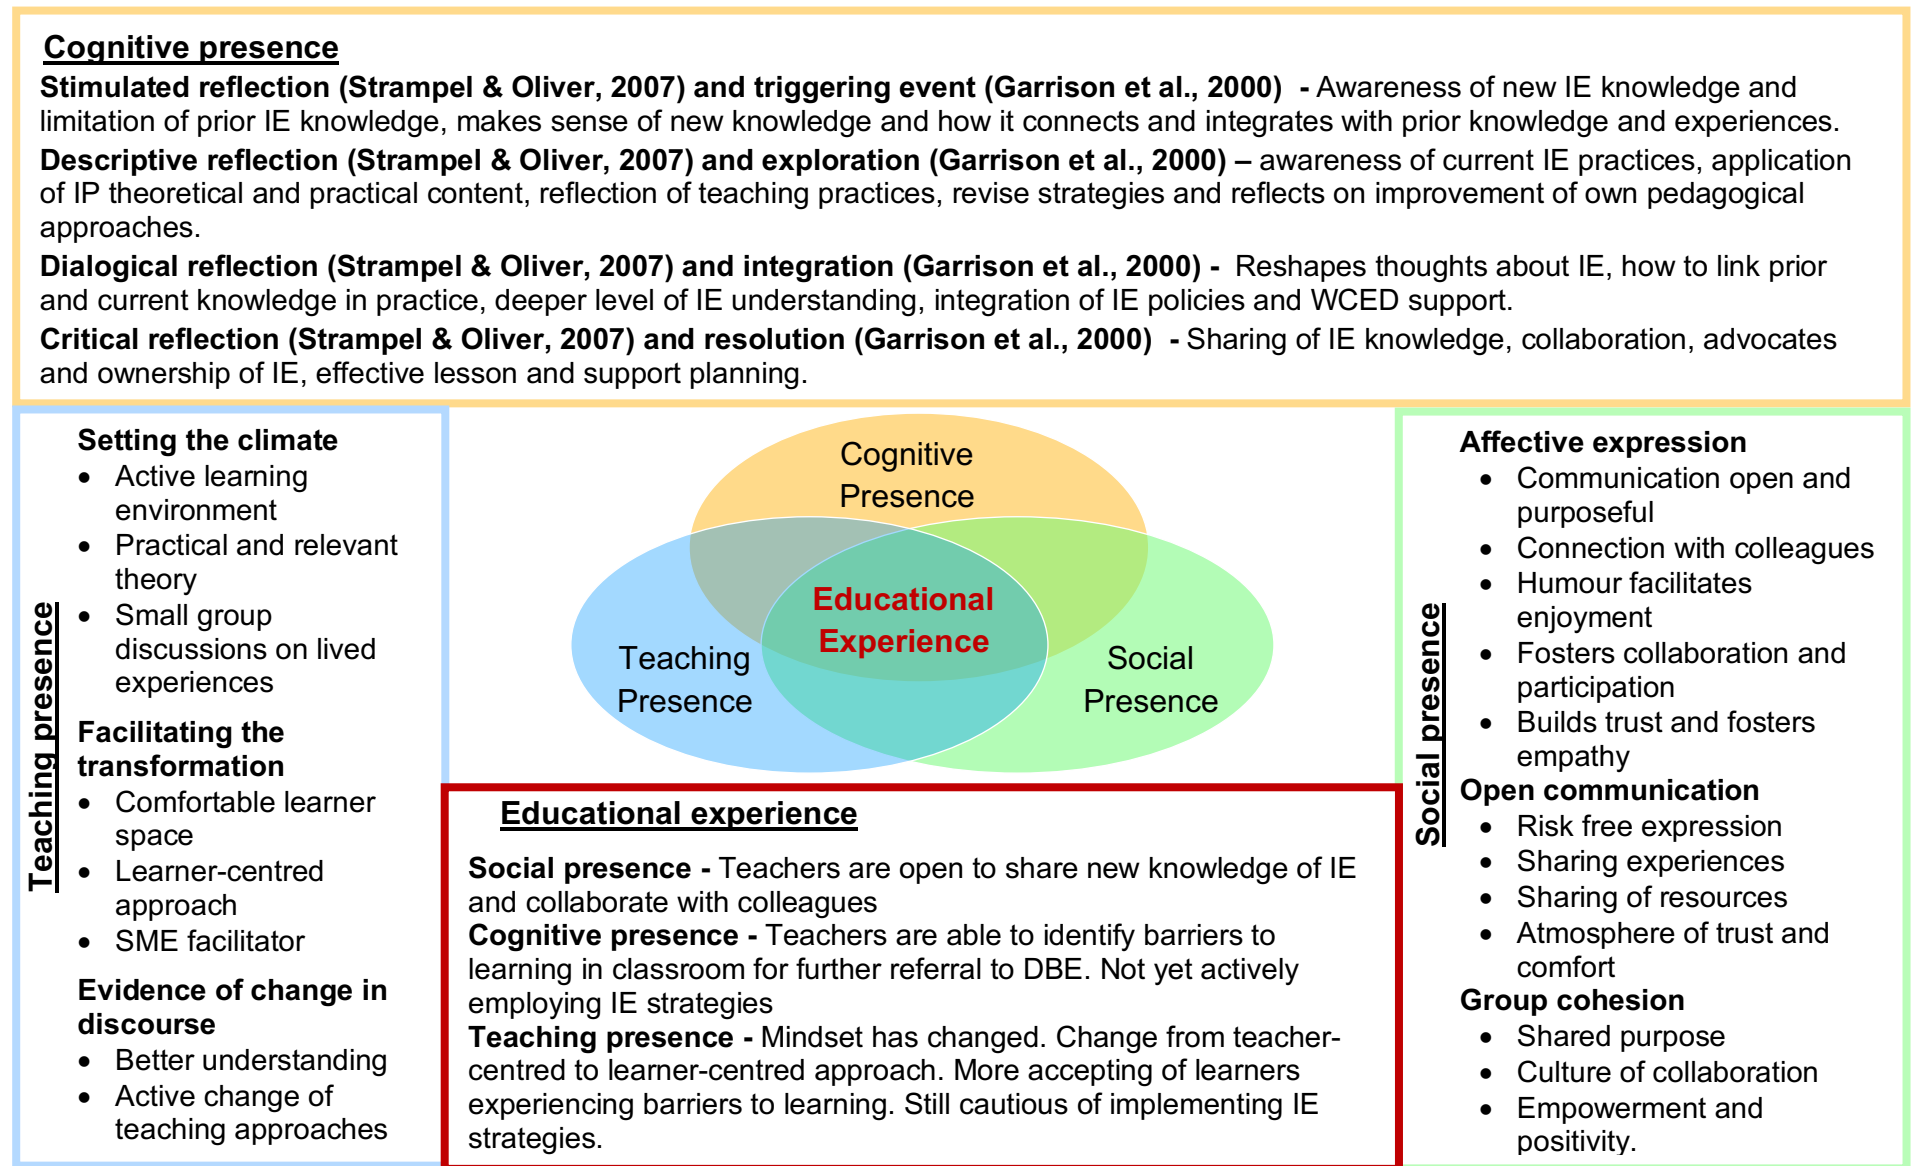 Cognitive presence
Stimulated reflection (Strampel & Oliver, 2007) and triggering event (Garrison et al., 2000)  - Awareness of new IE knowledge and
limitation of prior IE knowledge, makes sense of new knowledge and how it connects and integrates with prior knowledge and experiences.
Descriptive reflection (Strampel & Oliver, 2007) and exploration (Garrison et al., 2000) – awareness of current IE practices, application
of IP theoretical and practical content, reflection of teaching practices, revise strategies and reflects on improvement of own pedagogical
approaches.
Dialogical reflection (Strampel & Oliver, 2007) and integration (Garrison et al., 2000) -  Reshapes thoughts about IE, how to link prior
and current knowledge in practice, deeper level of IE understanding, integration of IE policies and WCED support.
Critical reflection (Strampel & Oliver, 2007) and resolution (Garrison et al., 2000)  - Sharing of IE knowledge, collaboration, advocates
and ownership of IE, effective lesson and support planning.
Teaching presence
Setting the climate
• Active learning
environment
• Practical and relevant
theory
• Small group
discussions on lived
experiences
Facilitating the
transformation
• Comfortable learner
space
• Learner-centred
approach
• SME facilitator
Evidence of change in
discourse
• Better understanding
• Active change of
teaching approaches
Cognitive
Presence
Educational
Experience
Teaching
Presence
Social
Presence
Educational experience
Social presence - Teachers are open to share new knowledge of IE
and collaborate with colleagues
Cognitive presence - Teachers are able to identify barriers to
learning in classroom for further referral to DBE. Not yet actively
employing IE strategies
Teaching presence - Mindset has changed. Change from teacher-
centred to learner-centred approach. More accepting of learners
experiencing barriers to learning. Still cautious of implementing IE
strategies.
Social presence
Affective expression
• Communication open and
purposeful
• Connection with colleagues
• Humour facilitates
enjoyment
• Fosters collaboration and
participation
• Builds trust and fosters
empathy
Open communication
• Risk free expression
• Sharing experiences
• Sharing of resources
• Atmosphere of trust and
comfort
Group cohesion
• Shared purpose
• Culture of collaboration
• Empowerment and
positivity.